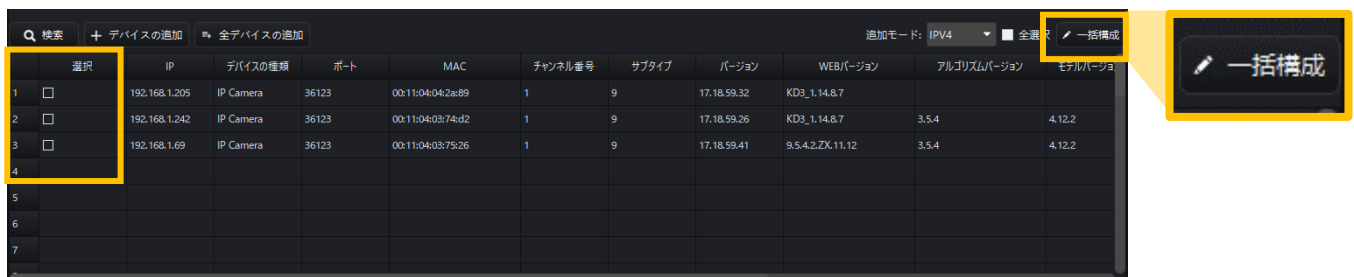 検索 デバイスの追加 全デバイスの追加 追加モード: IPV4 全選択 一括構成
選択 IP デバイスの種類 ポート MAC チャンネル番号 サブタイプ バージョン WEBバージョン アルゴリズムバージョン モデルバージョ
1 192.168.1.205 IP Camera 36123 00:11:04:04:2a:89 1 9 17.18.59.32 KD3_1.14.8.7
2 192.168.1.242 IP Camera 36123 00:11:04:03:74:d2 1 9 17.18.59.26 KD3_1.14.8.7 3.5.4 4.12.2
3 192.168.1.69 IP Camera 36123 00:11:04:03:75:26 1 9 17.18.59.41 9.5.4.2.ZX.11.12 3.5.4 4.12.2
4
5
6
7
一括構成